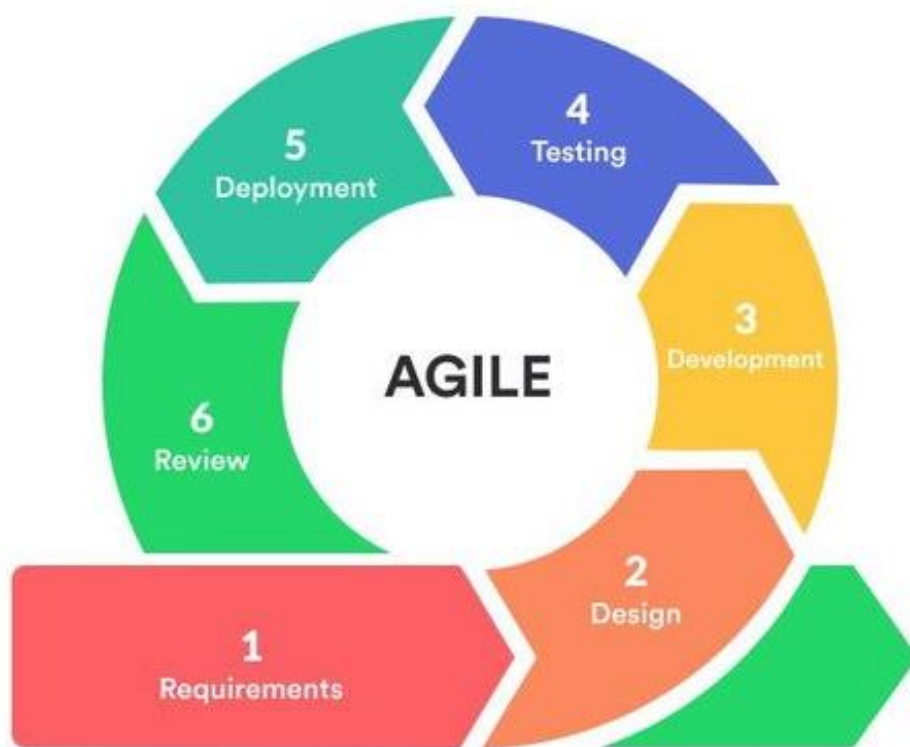 AGILE
1
Requirements
2
Design
3
Development
4
Testing
5
Deployment
6
Review